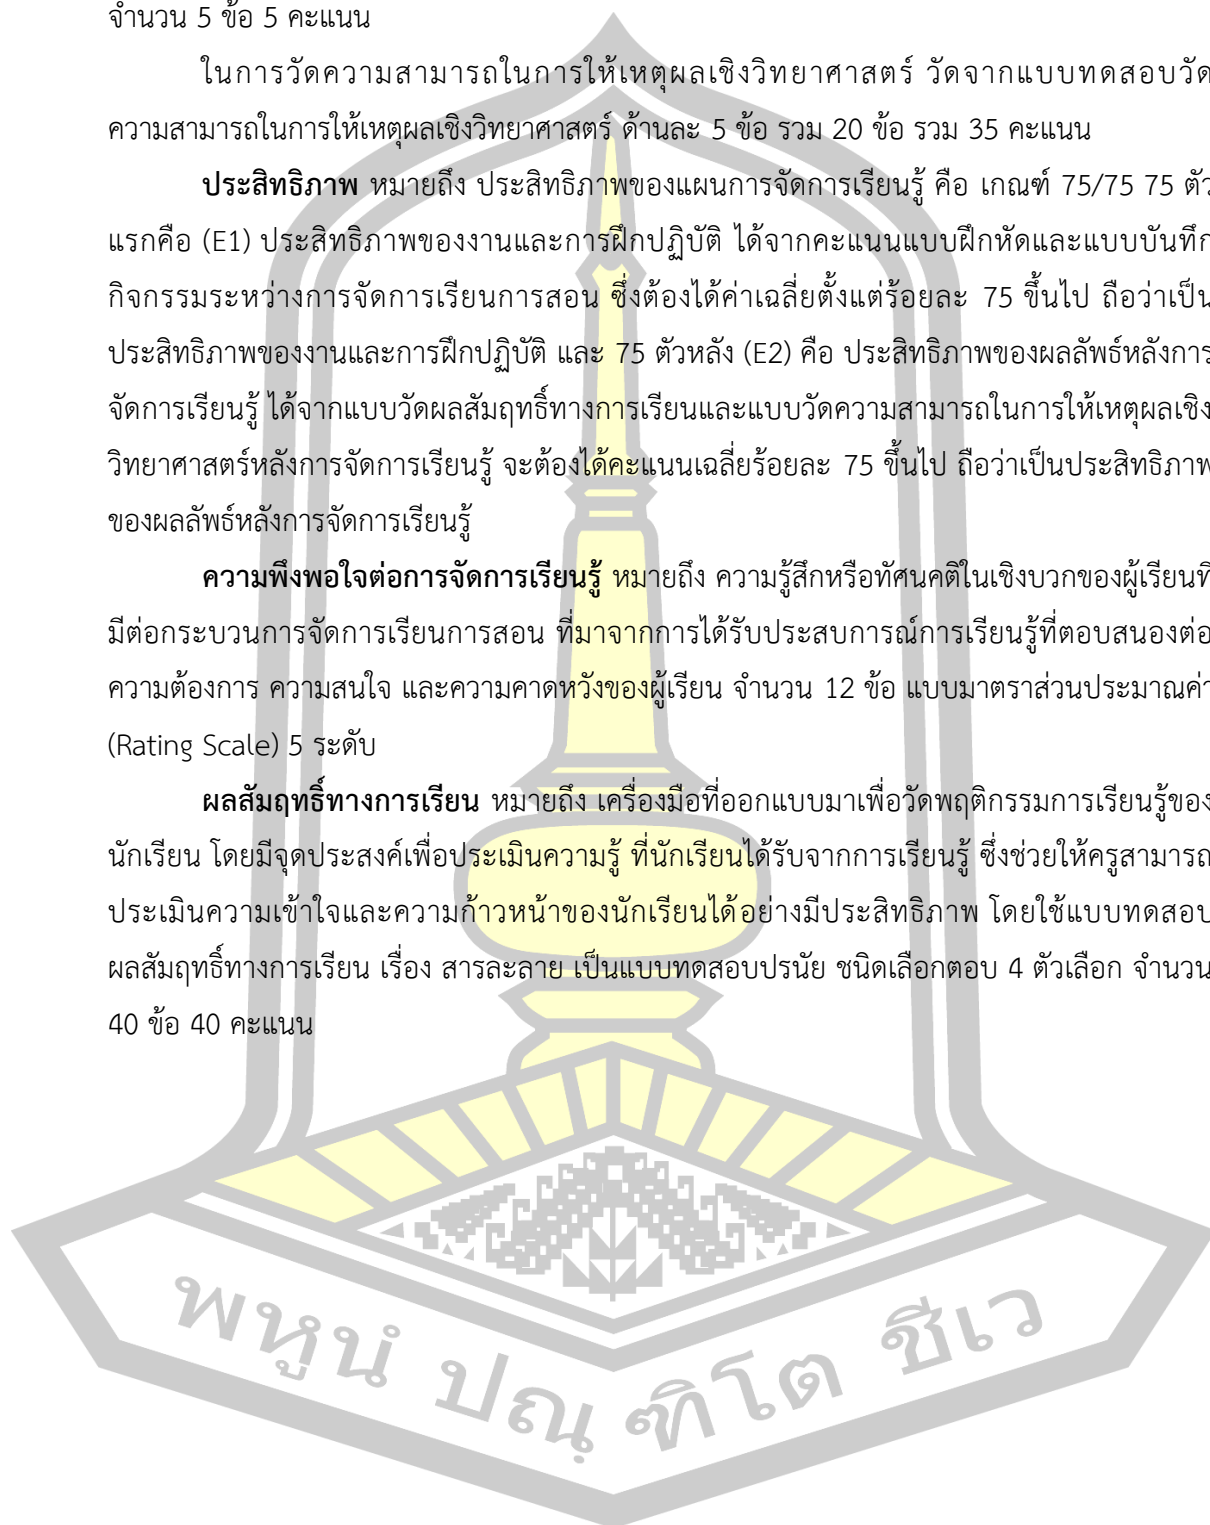 จำนวน 5 ข้อ 5 คะแนน
ในการวัดความสามารถในการให้เหตุผลเชิงวิทยาศาสตร์ วัดจากแบบทดสอบวัด
ความสามารถในการให้เหตุผลเชิงวิทยาศาสตร์ ด้านละ 5 ข้อ รวม 20 ข้อ รวม 35 คะแนน
ประสิทธิภาพ หมายถึง ประสิทธิภาพของแผนการจัดการเรียนรู้ คือ เกณฑ์ 75/75 75 ตัว
แรกคือ (E1) ประสิทธิภาพของงานและการฝึกปฏิบัติ ได้จากคะแนนแบบฝึกหัดและแบบบันทึก
กิจกรรมระหว่างการจัดการเรียนการสอน ซึ่งต้องได้ค่าเฉลี่ยตั้งแต่ร้อยละ 75 ขึ้นไป ถือว่าเป็น
ประสิทธิภาพของงานและการฝึกปฏิบัติ และ 75 ตัวหลัง (E2) คือ ประสิทธิภาพของผลลัพธ์หลังการ
จัดการเรียนรู้ ได้จากแบบวัดผลสัมฤทธิ์ทางการเรียนและแบบวัดความสามารถในการให้เหตุผลเชิง
วิทยาศาสตร์หลังการจัดการเรียนรู้ จะต้องได้คะแนนเฉลี่ยร้อยละ 75 ขึ้นไป ถือว่าเป็นประสิทธิภาพ
ของผลลัพธ์หลังการจัดการเรียนรู้
ความพึงพอใจต่อการจัดการเรียนรู้ หมายถึง ความรู้สึกหรือทัศนคติในเชิงบวกของผู้เรียนที่
มีต่อกระบวนการจัดการเรียนการสอน ที่มาจากการได้รับประสบการณ์การเรียนรู้ที่ตอบสนองต่อ
ความต้องการ ความสนใจ และความคาดหวังของผู้เรียน จำนวน 12 ข้อ แบบมาตราส่วนประมาณค่า
(Rating Scale) 5 ระดับ
ผลสัมฤทธิ์ทางการเรียน หมายถึง เครื่องมือที่ออกแบบมาเพื่อวัดพฤติกรรมการเรียนรู้ของ
นักเรียน โดยมีจุดประสงค์เพื่อประเมินความรู้ ที่นักเรียนได้รับจากการเรียนรู้ ซึ่งช่วยให้ครูสามารถ
ประเมินความเข้าใจและความก้าวหน้าของนักเรียนได้อย่างมีประสิทธิภาพ โดยใช้แบบทดสอบ
ผลสัมฤทธิ์ทางการเรียน เรื่อง สารละลาย เป็นแบบทดสอบปรนัย ชนิดเลือกตอบ 4 ตัวเลือก จำนวน
40 ข้อ 40 คะแนน
พหูนํ ปณฺฑิโต ชีเว